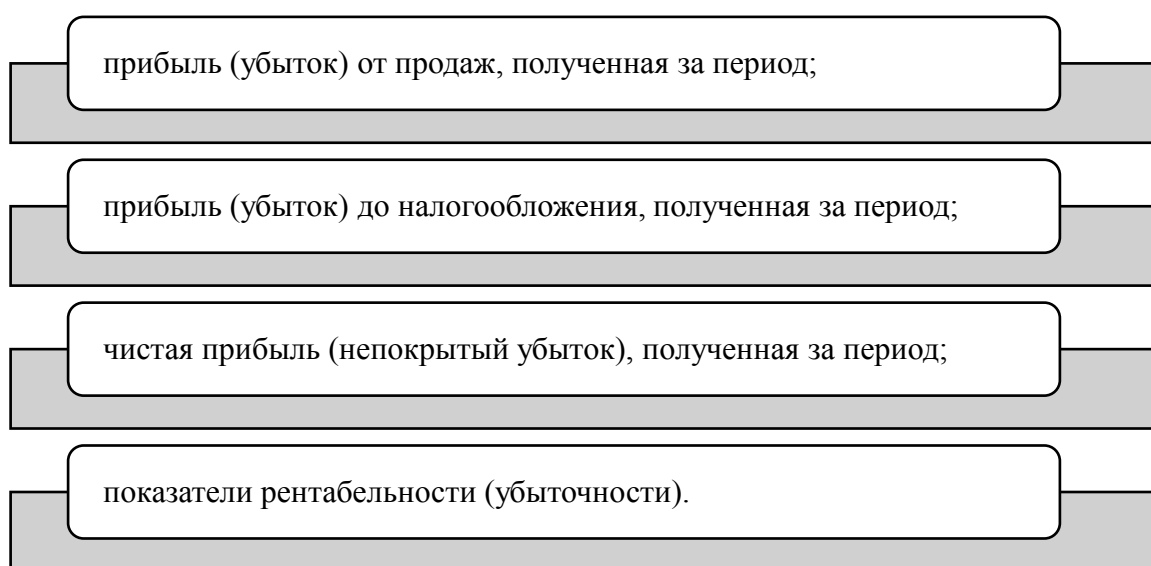 прибыль (убыток) от продаж, полученная за период;
прибыль (убыток) до налогообложения, полученная за период;
чистая прибыль (непокрытый убыток), полученная за период;
показатели рентабельности (убыточности).